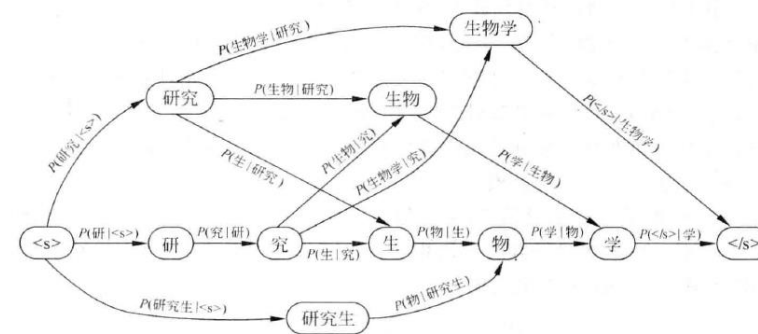 生物学
P(生物学|研究)
研究
P(生物|研究)
生物
P(</s>|生物学)
P(研究|<s>)
P(生|研究)
P(生物|究)
P(生物学|究)
P(学|生物)
<s>
P(研|<s>)
研
P(究|研)
究
P(生|究)
生
P(物|生)
物
P(学|物)
学
P(</s>|学)
</s>
P(研究生|<s>)
研究生
P(物|研究生)